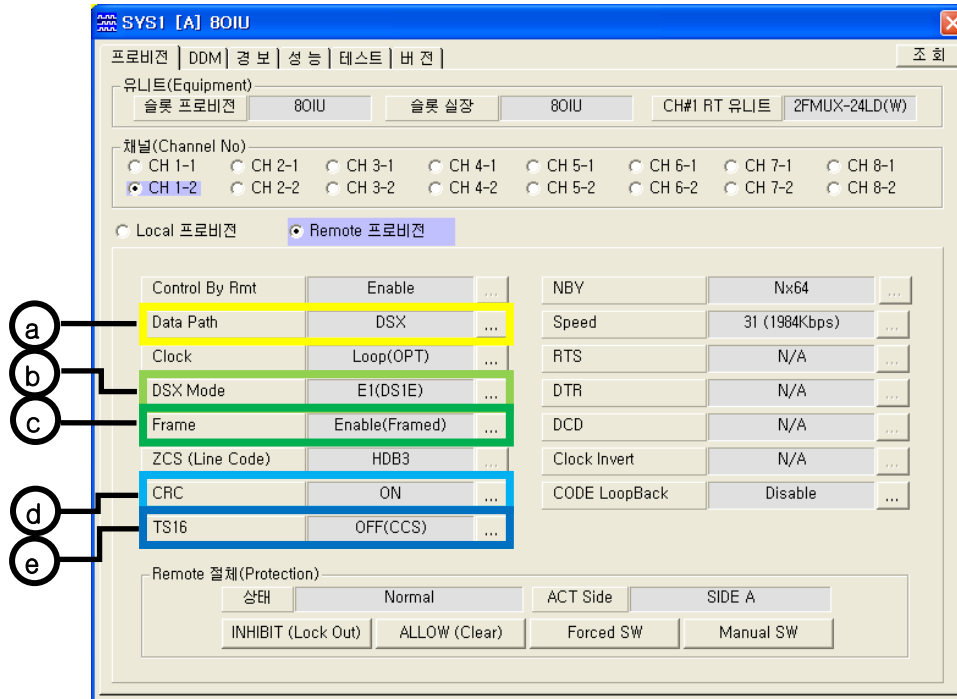 SYS1 [A] 8OIU
프로비전 DDM 경 보 성 능 테스트 버 전 조 회
유니트(Equipment)
슬롯 프로비전 8OIU 슬롯 실장 8OIU CH#1 RT 유니트 2FMUX-24LD(W)
채널(Channel No)
CH 1-1 CH 2-1 CH 3-1 CH 4-1 CH 5-1 CH 6-1 CH 7-1 CH 8-1
CH 1-2 CH 2-2 CH 3-2 CH 4-2 CH 5-2 CH 6-2 CH 7-2 CH 8-2
Local 프로비전 Remote 프로비전
Control By Rmt Enable ... NBY Nx64 ...
a Data Path DSX ... Speed 31 (1984Kbps) ...
Clock Loop(OPT) ... RTS N/A ...
b DSX Mode E1(DS1E) ... DTR N/A ...
c Frame Enable(Framed) ... DCD N/A ...
ZCS (Line Code) HDB3 ... Clock Invert N/A ...
d CRC ON ... CODE LoopBack Disable ...
e TS16 OFF(CCS) ...
Remote 절체(Protection)
상태 Normal ACT Side SIDE A
INHIBIT (Lock Out) ALLOW (Clear) Forced SW Manual SW